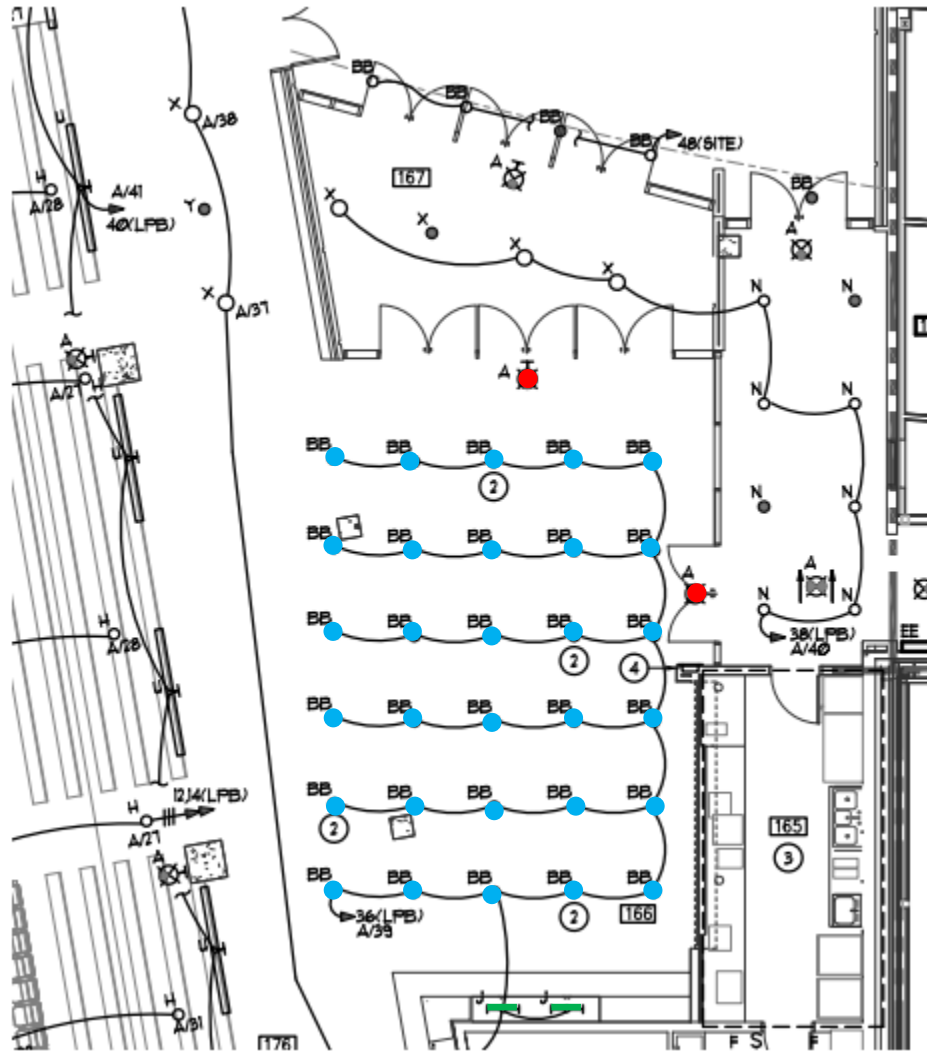 BB
BB
BB
BB
48(SITE)
X
A/38
U
A
167
H
A/28
A/41
40(LPB)
Y
X
X
BB
A
X
X
N
N
X
A/37
A
A/2
A
N
N
U
BB
BB
BB
BB
BB
2
N
N
BB
BB
BB
BB
BB
A
A
N
N
38(LPB)
A/40
EE
BB
BB
BB
BB
BB
H
A/28
2
4
U
BB
BB
BB
BB
BB
12,14(LPB)
H
A/27
BB
BB
BB
BB
BB
2
165
3
A
BB
BB
BB
BB
BB
36(LPB)
A/39
2
166
U
H
A/31
J
J
176
F
S
F